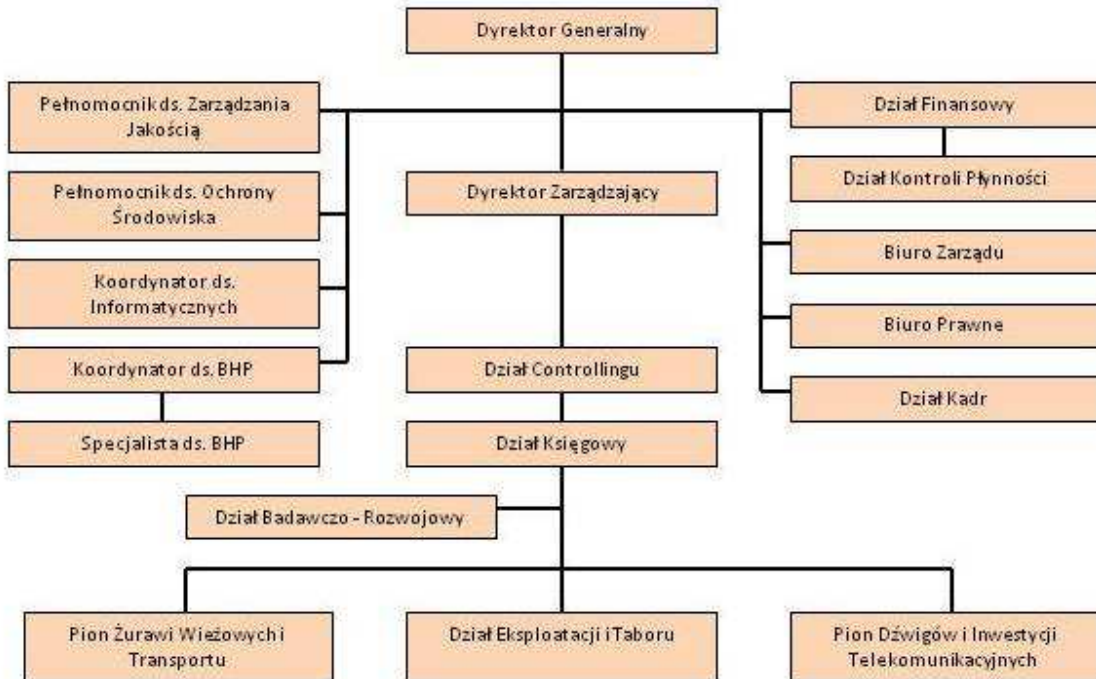 Dyrektor Generalny
Pełnomocnik ds. Zarządzania
Jakością
Dział Finansowy
Pełnomocnik ds. Ochrony
Środowiska
Dyrektor Zarządzający
Dział Kontroli Płynności
Koordynator ds.
Informatycznych
Biuro Zarządu
Biuro Prawne
Koordynator ds. BHP
Dział Controllingu
Dział Kadr
Specjalista ds. BHP
Dział Księgowy
Dział Badawczo - Rozwojowy
Pion Żurawi Wieżowych i
Transportu
Dział Eksploatacji i Taboru
Pion Dźwigów i Inwestycji
Telekomunikacyjnych